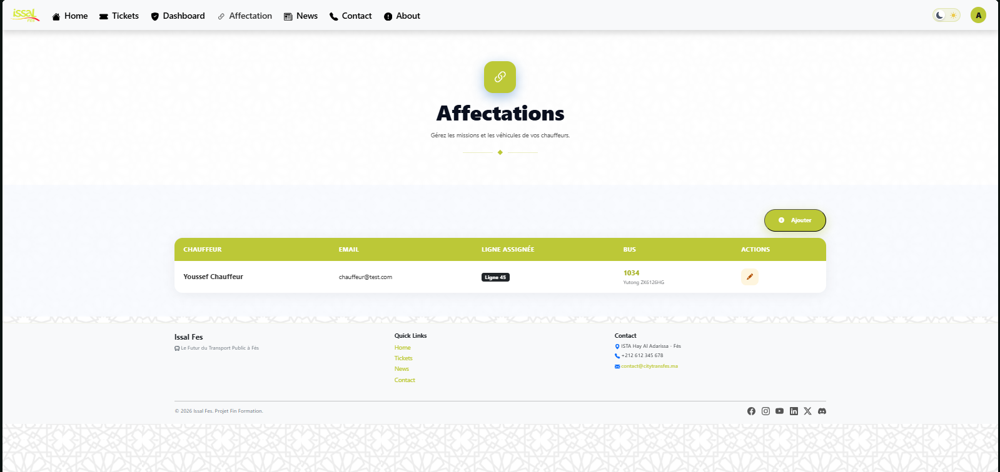 issal
FES
Home
Tickets
Dashboard
Affectation
News
Contact
About
A
Affectations
Gérez les missions et les véhicules de vos chauffeurs.
Ajouter
CHAUFFEUR EMAIL LIGNE ASSIGNÉE BUS ACTIONS
Youssef Chauffeur chauffeur@test.com Ligne 45 1034
Yutong ZK6126HG
Issal Fes
Le Futur du Transport Public à Fès
Quick Links
Home
Tickets
News
Contact
Contact
ISTA Hay Al Adarissa - Fès
+212 612 345 678
contact@citytransfes.ma
© 2026 Issal Fes. Projet Fin Formation.